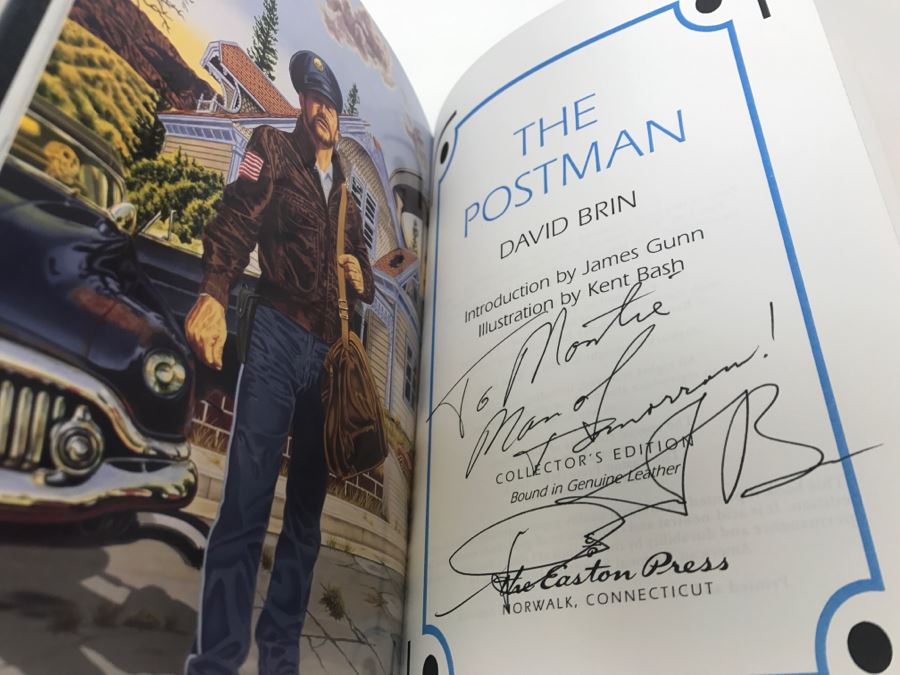 THE
POSTMAN
DAVID BRIN
Introduction by James Gunn
Illustration by Kent Bash
To Montie
Man of
Tomorrow!
COLLECTOR'S EDITION
Bound in Genuine Leather
The Easton Press
NORWALK, CONNECTICUT